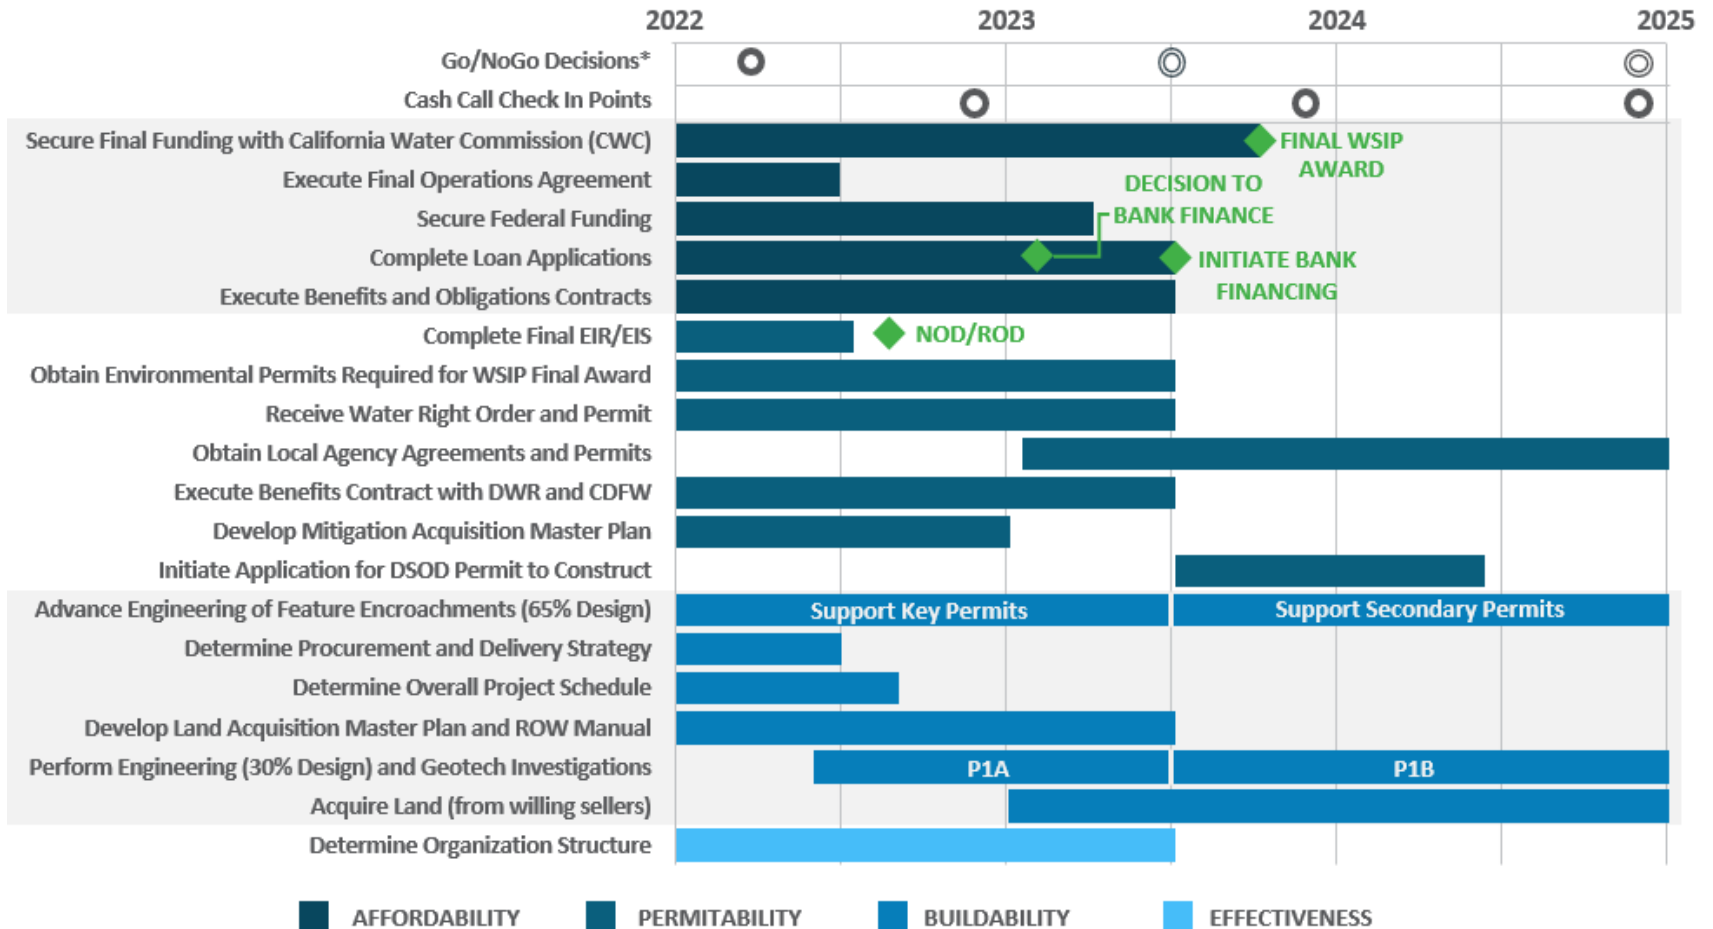 2022 2023 2024 2025
Go/NoGo Decisions*
Cash Call Check In Points
Secure Final Funding with California Water Commission (CWC)
FINAL WSIP
AWARD
Execute Final Operations Agreement
DECISION TO
BANK FINANCE
Secure Federal Funding
Complete Loan Applications
INITIATE BANK
FINANCING
Execute Benefits and Obligations Contracts
Complete Final EIR/EIS
NOD/ROD
Obtain Environmental Permits Required for WSIP Final Award
Receive Water Right Order and Permit
Obtain Local Agency Agreements and Permits
Execute Benefits Contract with DWR and CDFW
Develop Mitigation Acquisition Master Plan
Initiate Application for DSOD Permit to Construct
Advance Engineering of Feature Encroachments (65% Design) Support Key Permits Support Secondary Permits
Determine Procurement and Delivery Strategy
Determine Overall Project Schedule
Develop Land Acquisition Master Plan and ROW Manual
Perform Engineering (30% Design) and Geotech Investigations P1A P1B
Acquire Land (from willing sellers)
Determine Organization Structure
AFFORDABILITY PERMITABILITY BUILDABILITY EFFECTIVENESS